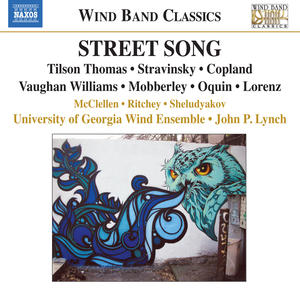 NAXOS
WIND BAND CLASSICS
WIND BAND
CLASSICS
STREET SONG
Tilson Thomas • Stravinsky • Copland
Vaughan Williams • Mobberley • Oquin • Lorenz
McClellen • Ritchey • Sheludyakov
University of Georgia Wind Ensemble • John P. Lynch